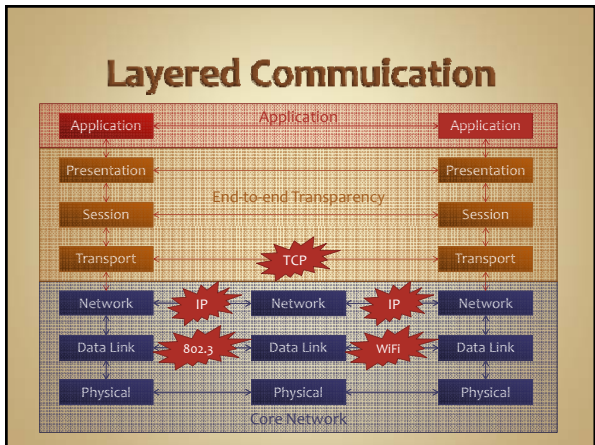 Layered Commuication
Application
Application
Application
Presentation
Presentation
End-to-end Transparency
Session
Session
Transport
TCP
Transport
Network
IP
Network
IP
Network
Data Link
802.3
Data Link
WiFi
Data Link
Physical
Physical
Physical
Core Network